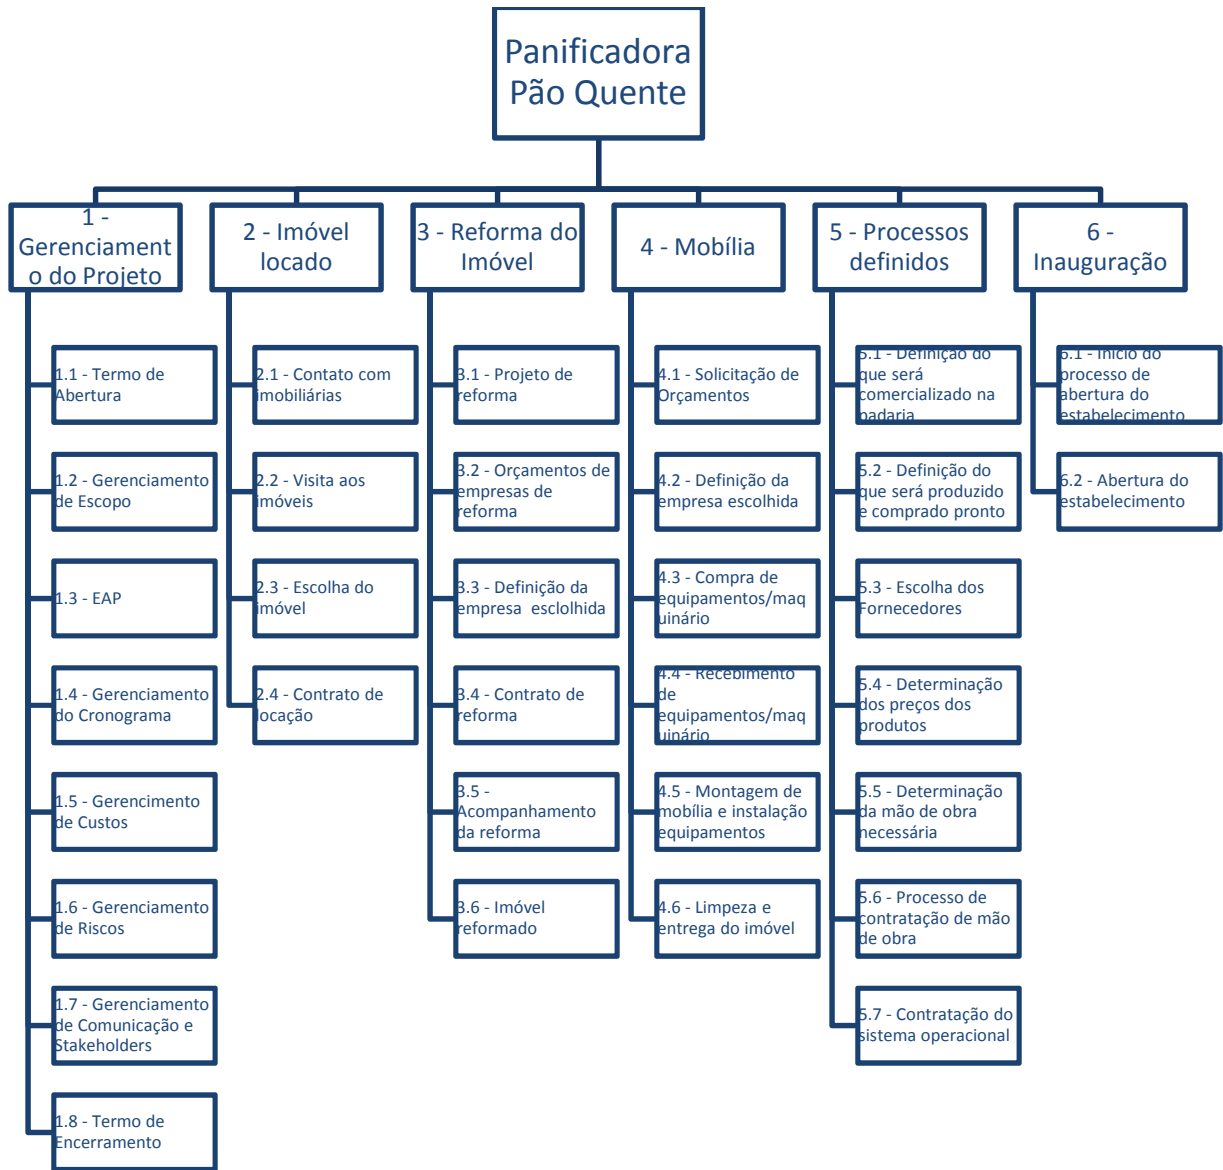 Panificadora
Pão Quente
1 -
Gerenciament
o do Projeto
2 - Imóvel
locado
3 - Reforma do
Imóvel
4 - Mobília
5 - Processos
definidos
6 -
Inauguração
1.1 - Termo de
Abertura
1.2 - Gerenciamento
de Escopo
1.3 - EAP
1.4 - Gerenciamento
do Cronograma
1.5 - Gerencimento
de Custos
1.6 - Gerenciamento
de Riscos
1.7 - Gerenciamento
de Comunicação e
Stakeholders
1.8 - Termo de
Encerramento
2.1 - Contato com
imobiliárias
2.2 - Visita aos
imóveis
2.3 - Escolha do
imóvel
2.4 - Contrato de
locação
3.1 - Projeto de
reforma
3.2 - Orçamentos de
empresas de
reforma
3.3 - Definição da
empresa esclolhida
3.4 - Contrato de
reforma
3.5 -
Acompanhamento
da reforma
3.6 - Imóvel
reformado
4.1 - Solicitação de
Orçamentos
4.2 - Definição da
empresa escolhida
4.3 - Compra de
equipamentos/maq
uinário
4.4 - Recebimento
de
equipamentos/maq
uinário
4.5 - Montagem de
mobília e instalação
equipamentos
4.6 - Limpeza e
entrega do imóvel
5.1 - Definição do
que será
comercializado na
padaria
5.2 - Definição do
que será produzido
e comprado pronto
5.3 - Escolha dos
Fornecedores
5.4 - Determinação
dos preços dos
produtos
5.5 - Determinação
da mão de obra
necessária
5.6 - Processo de
contratação de mão
de obra
5.7 - Contratação do
sistema operacional
6.1 - Início do
processo de
abertura do
estabelecimento
6.2 - Abertura do
estabelecimento